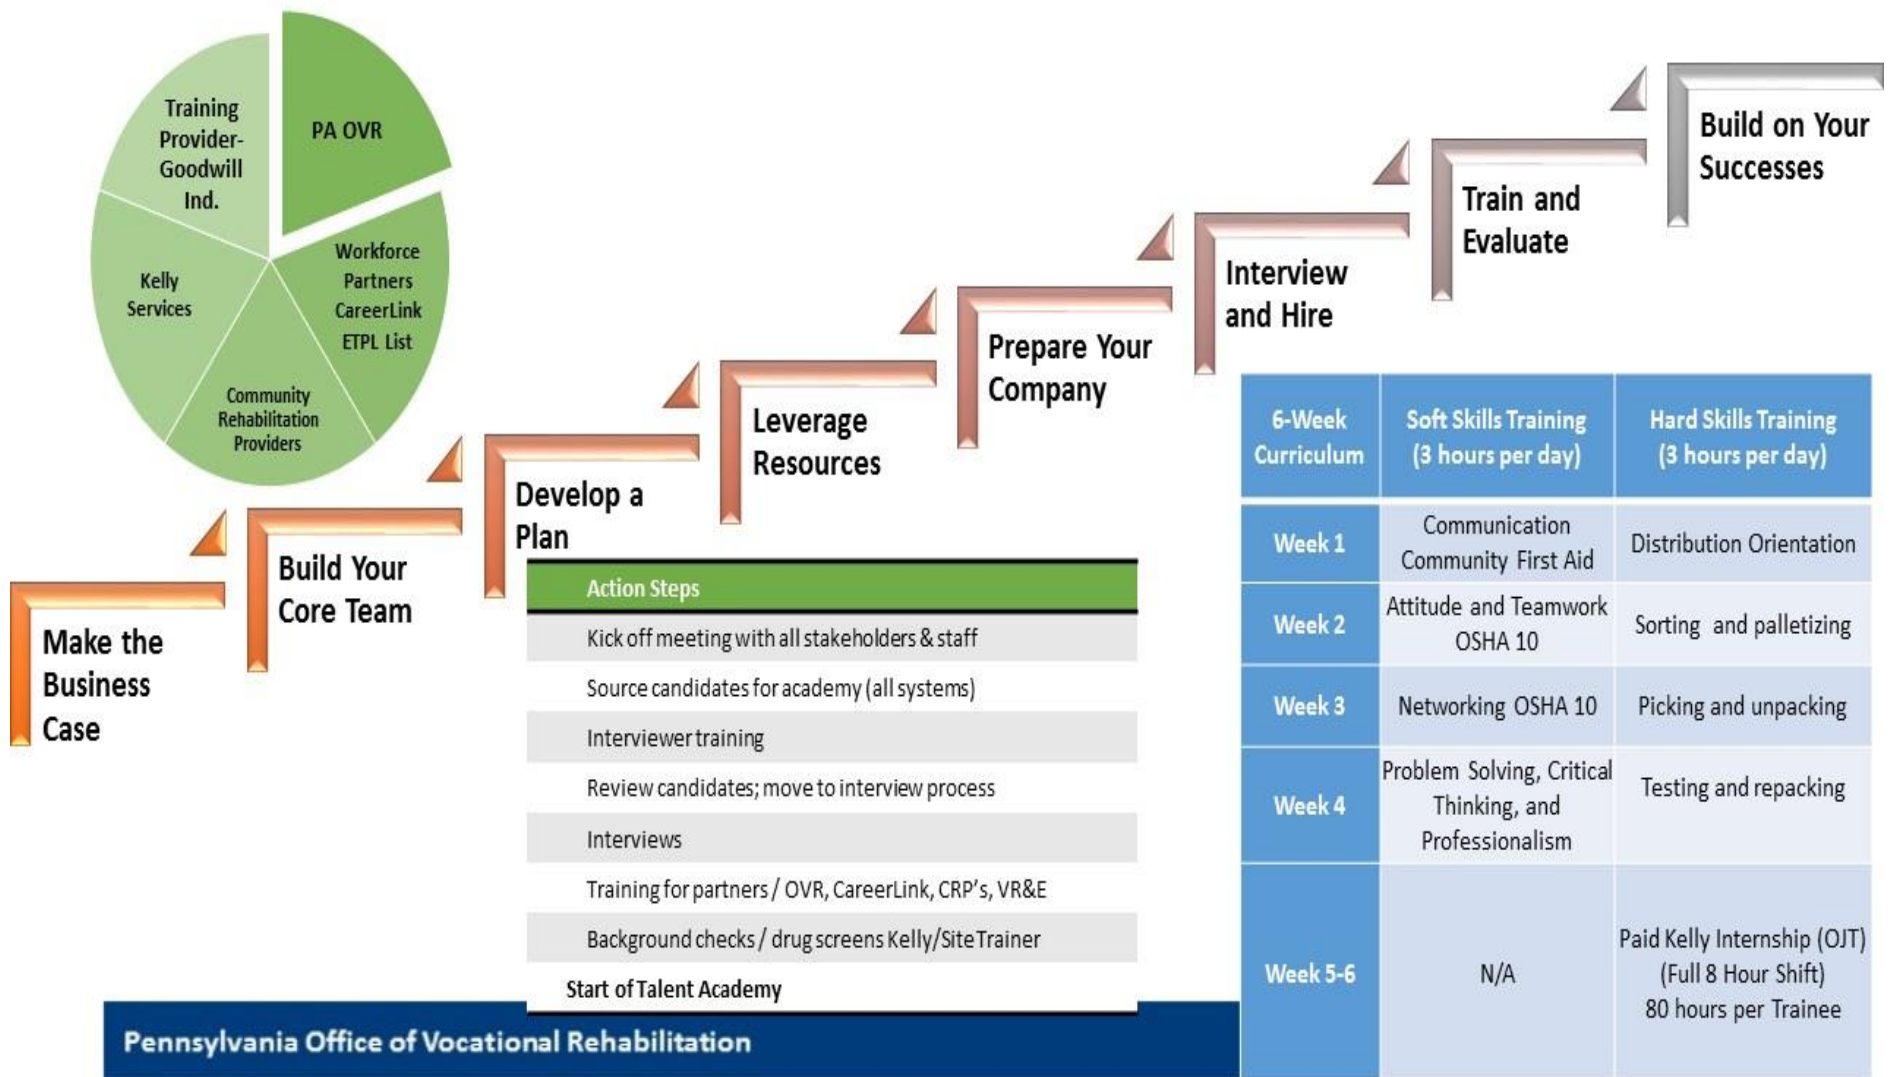 Training
Provider-
Goodwill
Ind.
PA OVR
Workforce
Partners
CareerLink
ETPL List
Kelly
Services
Community
Rehabilitation
Providers
Make the
Business
Case
Build Your
Core Team
Develop a
Plan
Leverage
Resources
Prepare Your
Company
Interview
and Hire
Train and
Evaluate
Build on Your
Successes
Action Steps
Kick off meeting with all stakeholders & staff
Source candidates for academy (all systems)
Interviewer training
Review candidates; move to interview process
Interviews
Training for partners / OVR, CareerLink, CRP's, VR&E
Background checks / drug screens Kelly/Site Trainer
Start of Talent Academy
6-Week
Curriculum
Soft Skills Training
(3 hours per day)
Hard Skills Training
(3 hours per day)
Week 1
Communication
Community First Aid
Distribution Orientation
Week 2
Attitude and Teamwork
OSHA 10
Sorting and palletizing
Week 3
Networking OSHA 10
Picking and unpacking
Week 4
Problem Solving, Critical
Thinking, and
Professionalism
Testing and repacking
Week 5-6
N/A
Paid Kelly Internship (OJT)
(Full 8 Hour Shift)
80 hours per Trainee
Pennsylvania Office of Vocational Rehabilitation